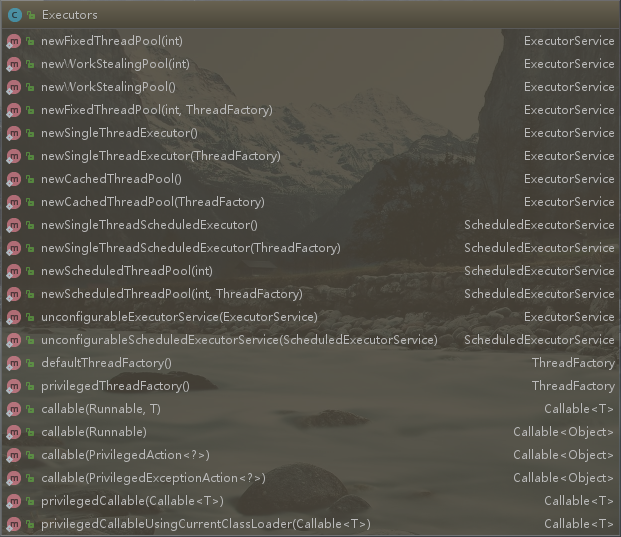 C Executors
m newFixedThreadPool(int) ExecutorService
m newWorkStealingPool(int) ExecutorService
m newWorkStealingPool() ExecutorService
m newFixedThreadPool(int, ThreadFactory) ExecutorService
m newSingleThreadExecutor() ExecutorService
m newSingleThreadExecutor(ThreadFactory) ExecutorService
m newCachedThreadPool() ExecutorService
m newCachedThreadPool(ThreadFactory) ExecutorService
m newSingleThreadScheduledExecutor() ScheduledExecutorService
m newSingleThreadScheduledExecutor(ThreadFactory) ScheduledExecutorService
m newScheduledThreadPool(int) ScheduledExecutorService
m newScheduledThreadPool(int, ThreadFactory) ScheduledExecutorService
m unconfigurableExecutorService(ExecutorService) ExecutorService
m unconfigurableScheduledExecutorService(ScheduledExecutorService) ScheduledExecutorService
m defaultThreadFactory() ThreadFactory
m privilegedThreadFactory() ThreadFactory
m callable(Runnable, T) Callable<T>
m callable(Runnable) Callable<Object>
m callable(PrivilegedAction<?>) Callable<Object>
m callable(PrivilegedExceptionAction<?>) Callable<Object>
m privilegedCallable(Callable<T>) Callable<T>
m privilegedCallableUsingCurrentClassLoader(Callable<T>) Callable<T>